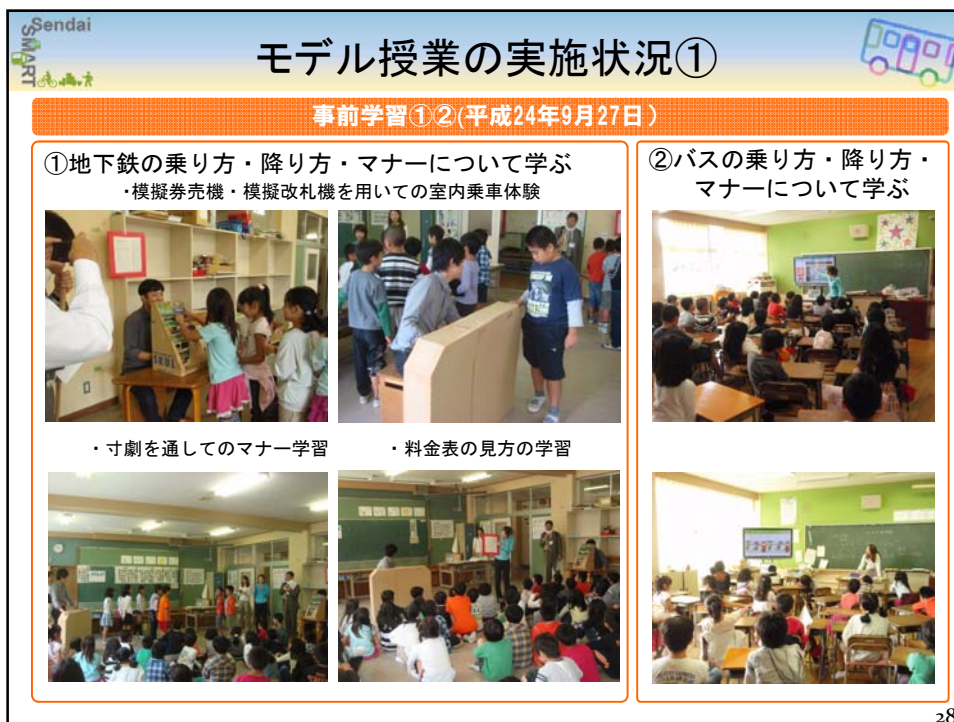 Sendai
SMART
モデル授業の実施状況①
事前学習①②(平成24年9月27日）
①地下鉄の乗り方・降り方・マナーについて学ぶ
・模擬券売機・模擬改札機を用いての室内乗車体験
・寸劇を通してのマナー学習
・料金表の見方の学習
②バスの乗り方・降り方・
マナーについて学ぶ
28